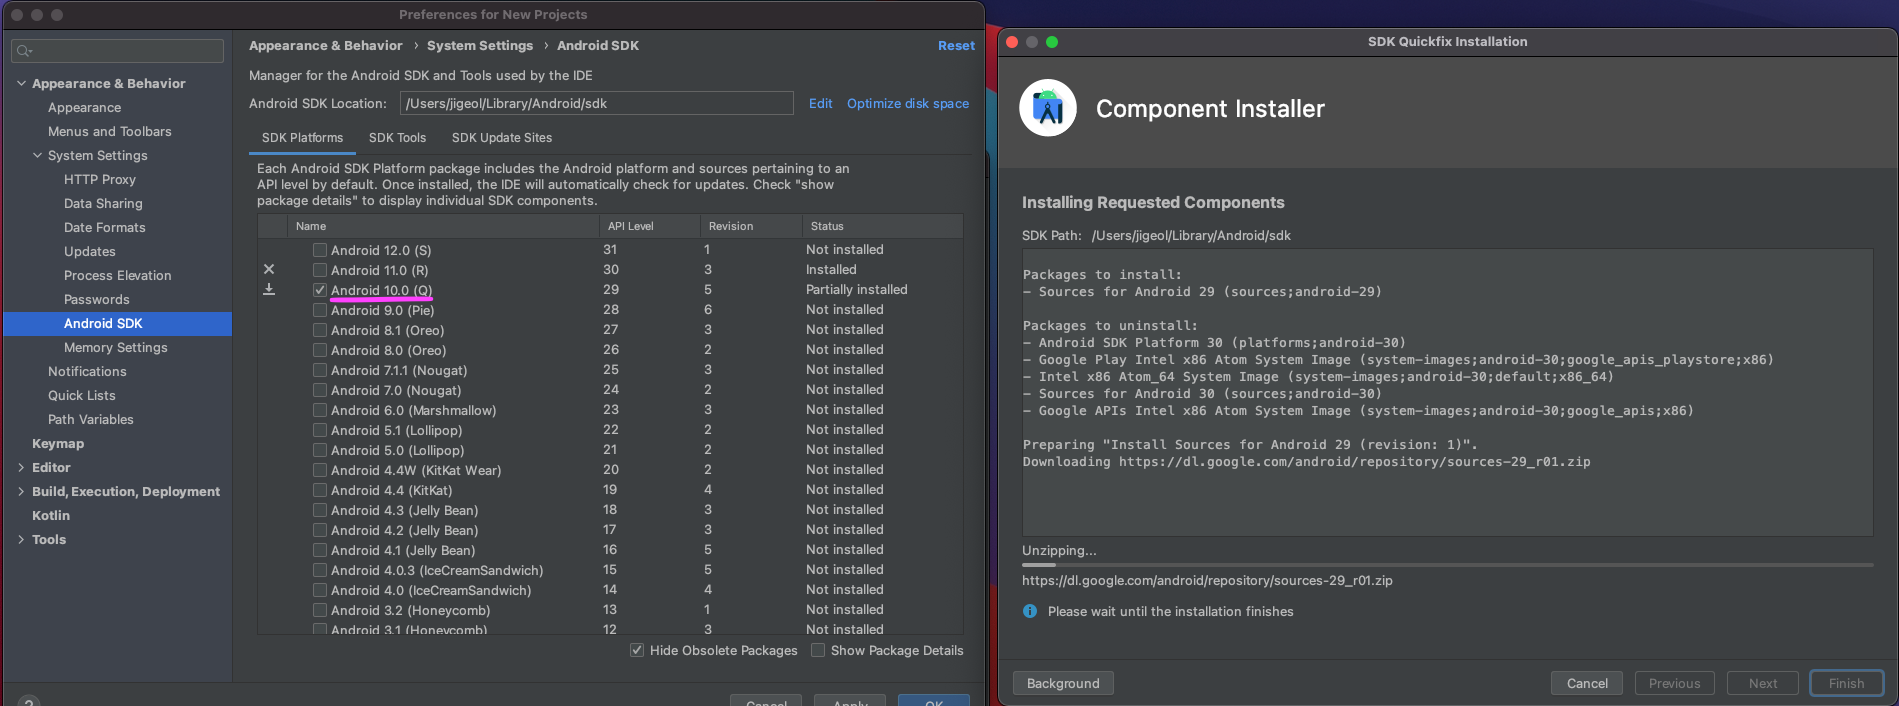 Preferences for New Projects
Appearance & Behavior › System Settings › Android SDK
Reset
Manager for the Android SDK and Tools used by the IDE
Android SDK Location: /Users/jigeol/Library/Android/sdk Edit Optimize disk space
SDK Platforms SDK Tools SDK Update Sites
Each Android SDK Platform package includes the Android platform and sources pertaining to an
API level by default. Once installed, the IDE will automatically check for updates. Check "show
package details" to display individual SDK components.
Appearance & Behavior
Appearance
Menus and Toolbars
System Settings
HTTP Proxy
Data Sharing
Date Formats
Updates
Process Elevation
Passwords
Android SDK
Memory Settings
Notifications
Quick Lists
Path Variables
Keymap
Editor
Build, Execution, Deployment
Kotlin
Tools
Name API Level Revision Status
Android 12.0 (S) 31 1 Not installed
Android 11.0 (R) 30 3 Installed
Android 10.0 (Q) 29 5 Partially installed
Android 9.0 (Pie) 28 6 Not installed
Android 8.1 (Oreo) 27 3 Not installed
Android 8.0 (Oreo) 26 2 Not installed
Android 7.1.1 (Nougat) 25 3 Not installed
Android 7.0 (Nougat) 24 2 Not installed
Android 6.0 (Marshmallow) 23 3 Not installed
Android 5.1 (Lollipop) 22 2 Not installed
Android 5.0 (Lollipop) 21 2 Not installed
Android 4.4W (KitKat Wear) 20 2 Not installed
Android 4.4 (KitKat) 19 4 Not installed
Android 4.3 (Jelly Bean) 18 3 Not installed
Android 4.2 (Jelly Bean) 17 3 Not installed
Android 4.1 (Jelly Bean) 16 5 Not installed
Android 4.0.3 (IceCreamSandwich) 15 5 Not installed
Android 4.0 (IceCreamSandwich) 14 4 Not installed
Android 3.2 (Honeycomb) 13 1 Not installed
Android 3.1 (Honeycomb) 12 3 Not installed
Hide Obsolete Packages Show Package Details
? Cancel Apply OK
SDK Quickfix Installation
Component Installer
Installing Requested Components
SDK Path: /Users/jigeol/Library/Android/sdk
Packages to install:
- Sources for Android 29 (sources;android-29)
Packages to uninstall:
- Android SDK Platform 30 (platforms;android-30)
- Google Play Intel x86 Atom System Image (system-images;android-30;google_apis_playstore;x86)
- Intel x86 Atom_64 System Image (system-images;android-30;default;x86_64)
- Sources for Android 30 (sources;android-30)
- Google APIs Intel x86 Atom System Image (system-images;android-30;google_apis;x86)
Preparing "Install Sources for Android 29 (revision: 1)".
Downloading https://dl.google.com/android/repository/sources-29_r01.zip
Unzipping...
https://dl.google.com/android/repository/sources-29_r01.zip
Please wait until the installation finishes
Background Cancel Previous Next Finish